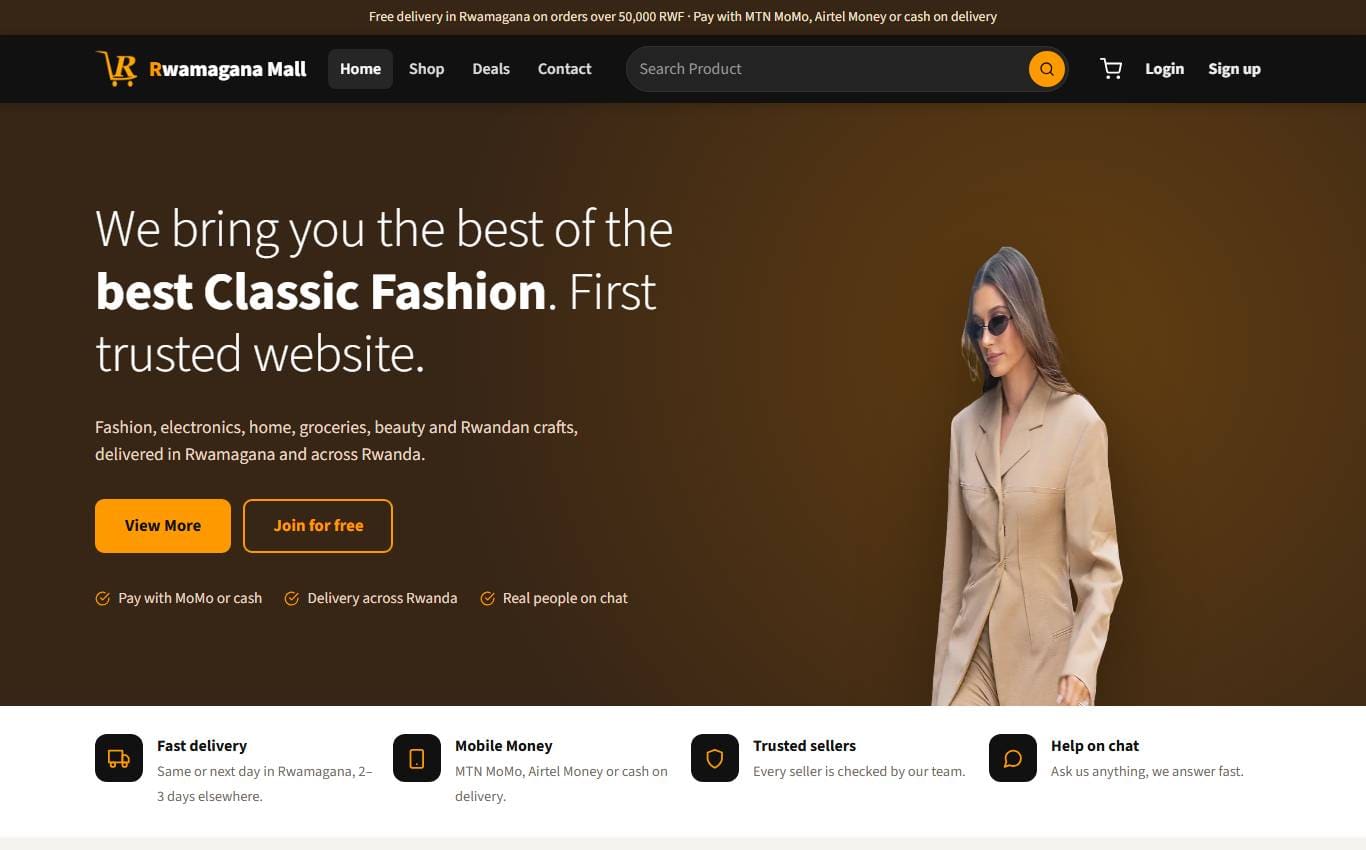 Free delivery in Rwamagana on orders over 50,000 RWF · Pay with MTN MoMo, Airtel Money or cash on delivery
R Rwamagana Mall Home Shop Deals Contact Search Product Login Sign up
We bring you the best of the
best Classic Fashion. First
trusted website.
Fashion, electronics, home, groceries, beauty and Rwandan crafts,
delivered in Rwamagana and across Rwanda.
View More Join for free
Pay with MoMo or cash Delivery across Rwanda Real people on chat
Fast delivery
Same or next day in Rwamagana, 2–
3 days elsewhere.
Mobile Money
MTN MoMo, Airtel Money or cash on
delivery.
Trusted sellers
Every seller is checked by our team.
Help on chat
Ask us anything, we answer fast.